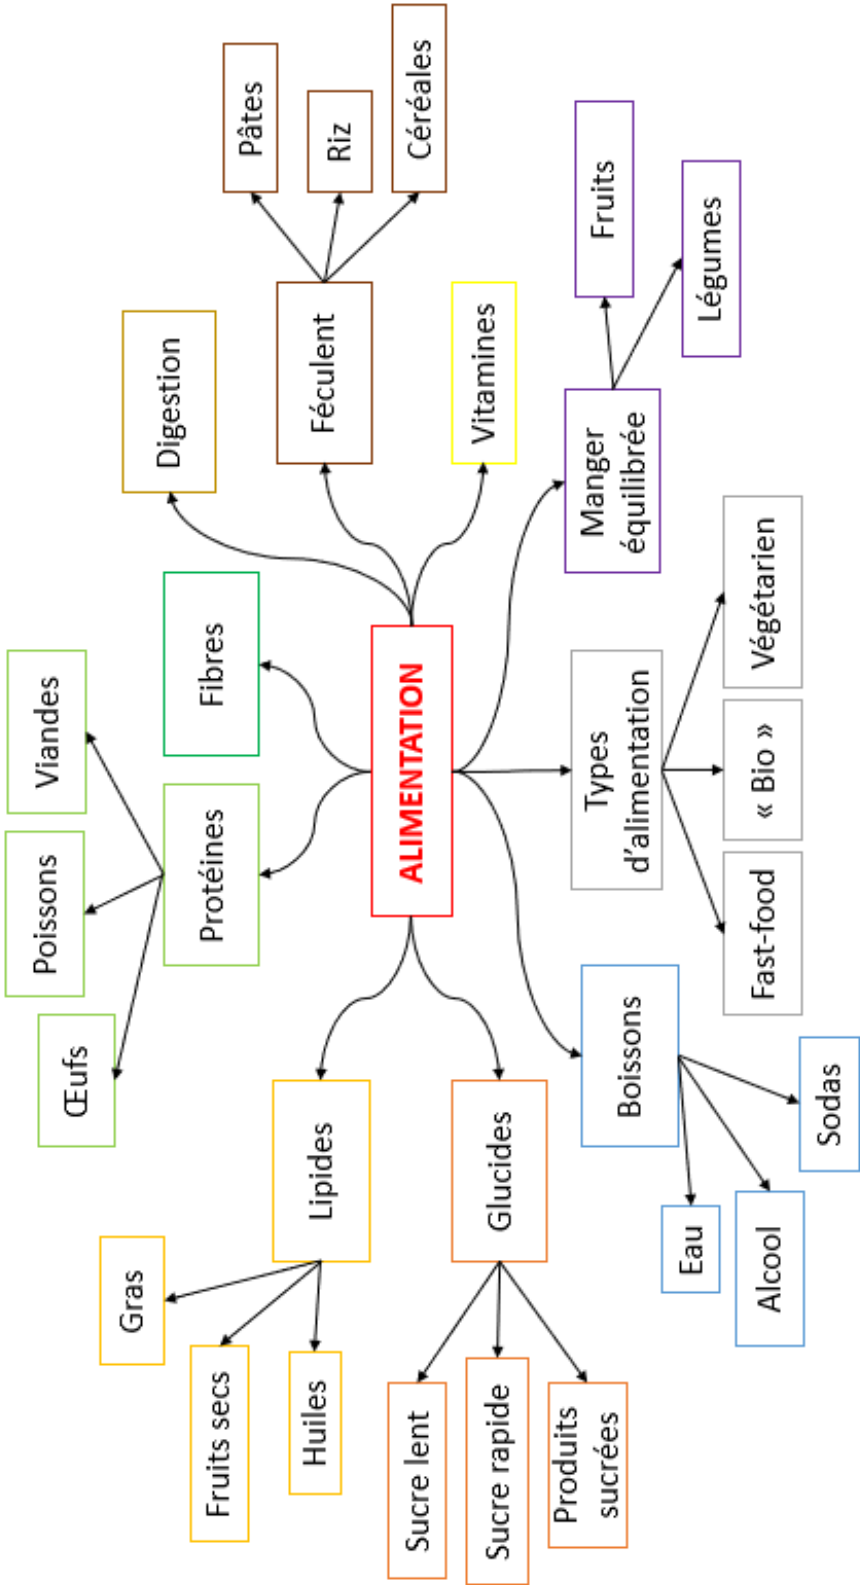 Œufs
Poissons
Viandes
Gras
Protéines
Fibres
Digestion
Pâtes
Fruits secs
Lipides
Féculent
Riz
Huiles
Céréales
Sucre lent
ALIMENTATION
Sucre rapide
Glucides
Vitamines
Produits
sucrées
Boissons
Types
d'alimentation
Manger
équilibrée
Fruits
Eau
Légumes
Alcool
Sodas
Fast-food
« Bio »
Végétarien